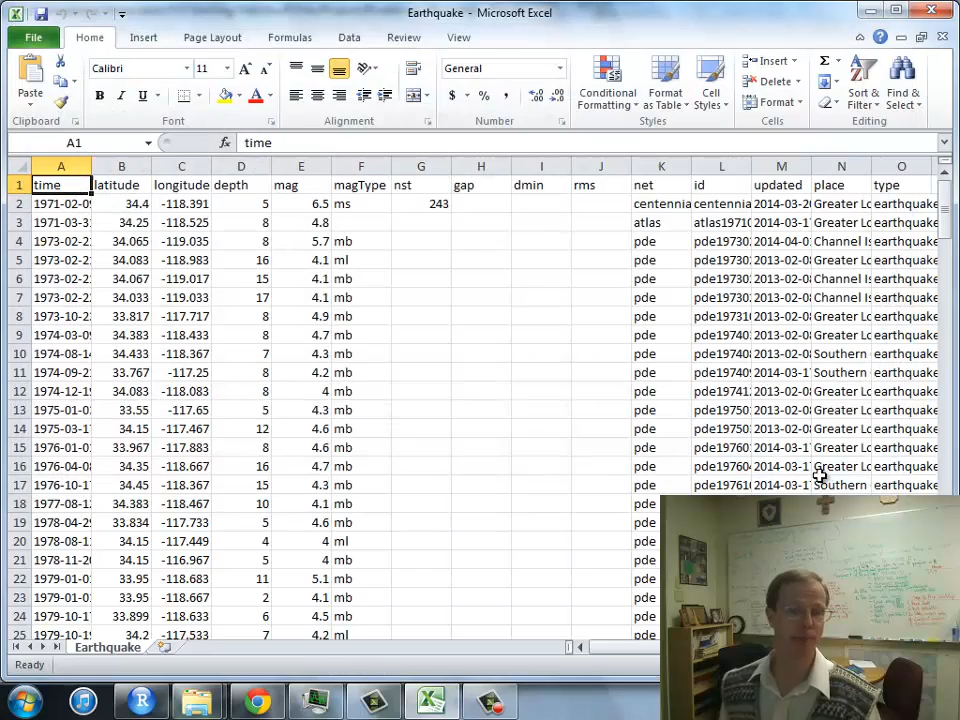 Earthquake - Microsoft Excel
File Home Insert Page Layout Formulas Data Review View
Paste Calibri 11 General Conditional Formatting Format as Table Cell Styles Insert Delete Format Sort & Filter Find & Select
Clipboard Font Alignment Number Styles Cells Editing
A1 fx time
A B C D E F G H I J K L M N O
1 time latitude longitude depth mag magType nst gap dmin rms net id updated place type
2 1971-02-09 34.4 -118.391 5 6.5 ms 243 centennia centennia 2014-03-20 Greater Lo earthquake
3 1971-03-3 34.25 -118.525 8 4.8 atlas atlas1971 2014-03-1 Greater Lo earthquake
4 1973-02-2 34.065 -119.035 8 5.7 mb pde pde19730 2014-04-0 Channel Is earthquake
5 1973-02-2 34.083 -118.983 16 4.1 ml pde pde19730 2013-02-08 Greater Lo earthquake
6 1973-02-2 34.067 -119.017 15 4.1 mb pde pde19730 2013-02-08 Channel Is earthquake
7 1973-02-2 34.033 -119.033 17 4.1 mb pde pde19730 2013-02-08 Channel Is earthquake
8 1973-10-2 33.817 -117.717 8 4.9 mb pde pde19731 2013-02-08 Greater Lo earthquake
9 1974-03-09 34.383 -118.433 8 4.7 mb pde pde19740 2013-02-08 Greater Lo earthquake
10 1974-08-14 34.433 -118.367 7 4.3 mb pde pde19740 2013-02-08 Southern earthquake
11 1974-09-2 33.767 -117.25 8 4.2 mb pde pde19740 2014-03-1 Southern earthquake
12 1974-12-19 34.083 -118.083 8 4 mb pde pde19741 2013-02-08 Greater Lo earthquake
13 1975-01-0 33.55 -117.65 5 4.3 mb pde pde19750 2013-02-08 Greater Lo earthquake
14 1975-03-1 34.15 -117.467 12 4.6 mb pde pde19750 2013-02-08 Greater Lo earthquake
15 1976-01-0 33.967 -117.883 8 4.6 mb pde pde19760 2014-03-1 Greater Lo earthquake
16 1976-04-08 34.35 -118.667 16 4.7 mb pde pde19760 2014-03-1 Greater Lo earthquake
17 1976-10-1 34.45 -118.367 15 4.3 mb pde pde19761 2014-03-1 Southern earthquake
18 1977-08-1 34.383 -118.467 10 4.1 mb pde
19 1978-04-29 33.834 -117.733 5 4.6 mb pde
20 1978-08-1 34.15 -117.449 4 4 ml pde
21 1978-11-20 34.15 -116.967 5 4 mb pde
22 1979-01-0 33.95 -118.683 11 5.1 mb pde
23 1979-01-0 33.95 -118.667 2 4.1 mb pde
24 1979-10-1 33.899 -118.633 6 4.5 mb pde
25 1979-10-19 34.2 -117.533 7 4.2 ml pde
Earthquake
Ready